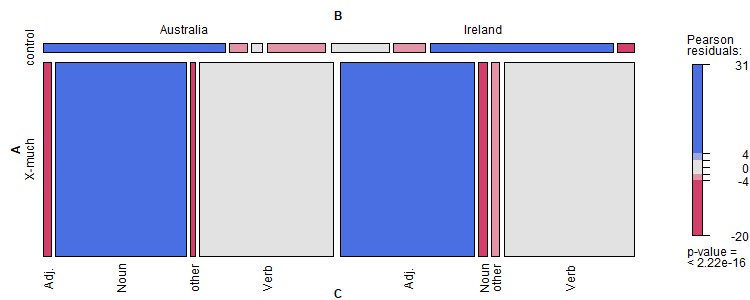 B
Australia Ireland
control
A
X-much
Adj. Noun other Verb Adj. Noun other Verb
C
Pearson
residuals:
31
4
0
-4
-20
p-value =
< 2.22e-16